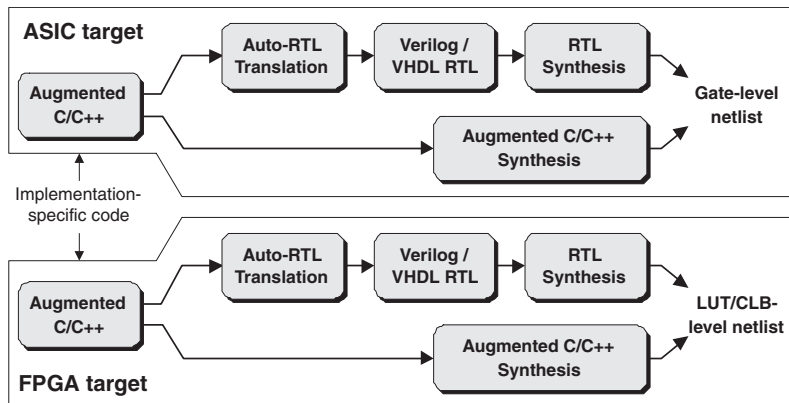 ASIC target
Auto-RTL
Translation
Verilog /
VHDL RTL
RTL
Synthesis
Augmented
C/C++
Gate-level
netlist
Augmented C/C++
Synthesis
Implementation-
specific code
Auto-RTL
Translation
Verilog /
VHDL RTL
RTL
Synthesis
Augmented
C/C++
LUT/CLB-
level netlist
Augmented C/C++
Synthesis
FPGA target